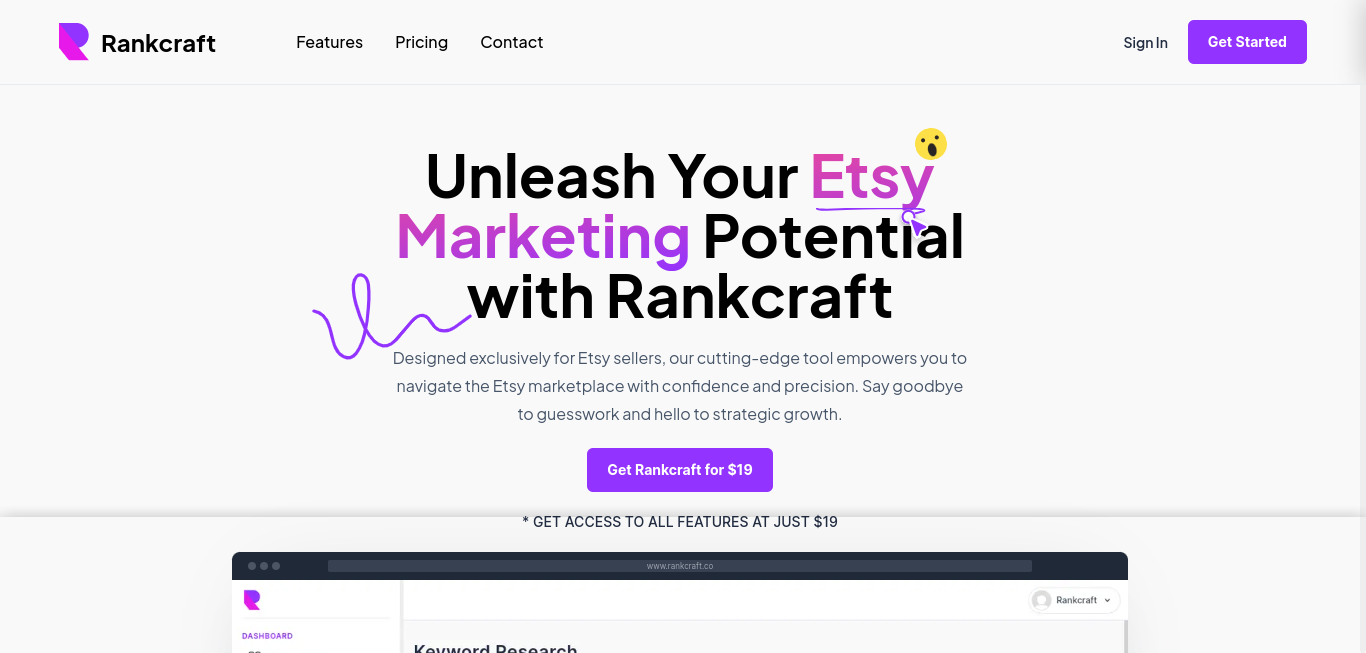 Rankcraft
Features Pricing Contact
Sign In
Get Started
Unleash Your Etsy
Marketing Potential
with Rankcraft
Designed exclusively for Etsy sellers, our cutting-edge tool empowers you to
navigate the Etsy marketplace with confidence and precision. Say goodbye
to guesswork and hello to strategic growth.
Get Rankcraft for $19
* GET ACCESS TO ALL FEATURES AT JUST $19
www.rankcraft.co
Rankcraft
DASHBOARD
Keyword Research